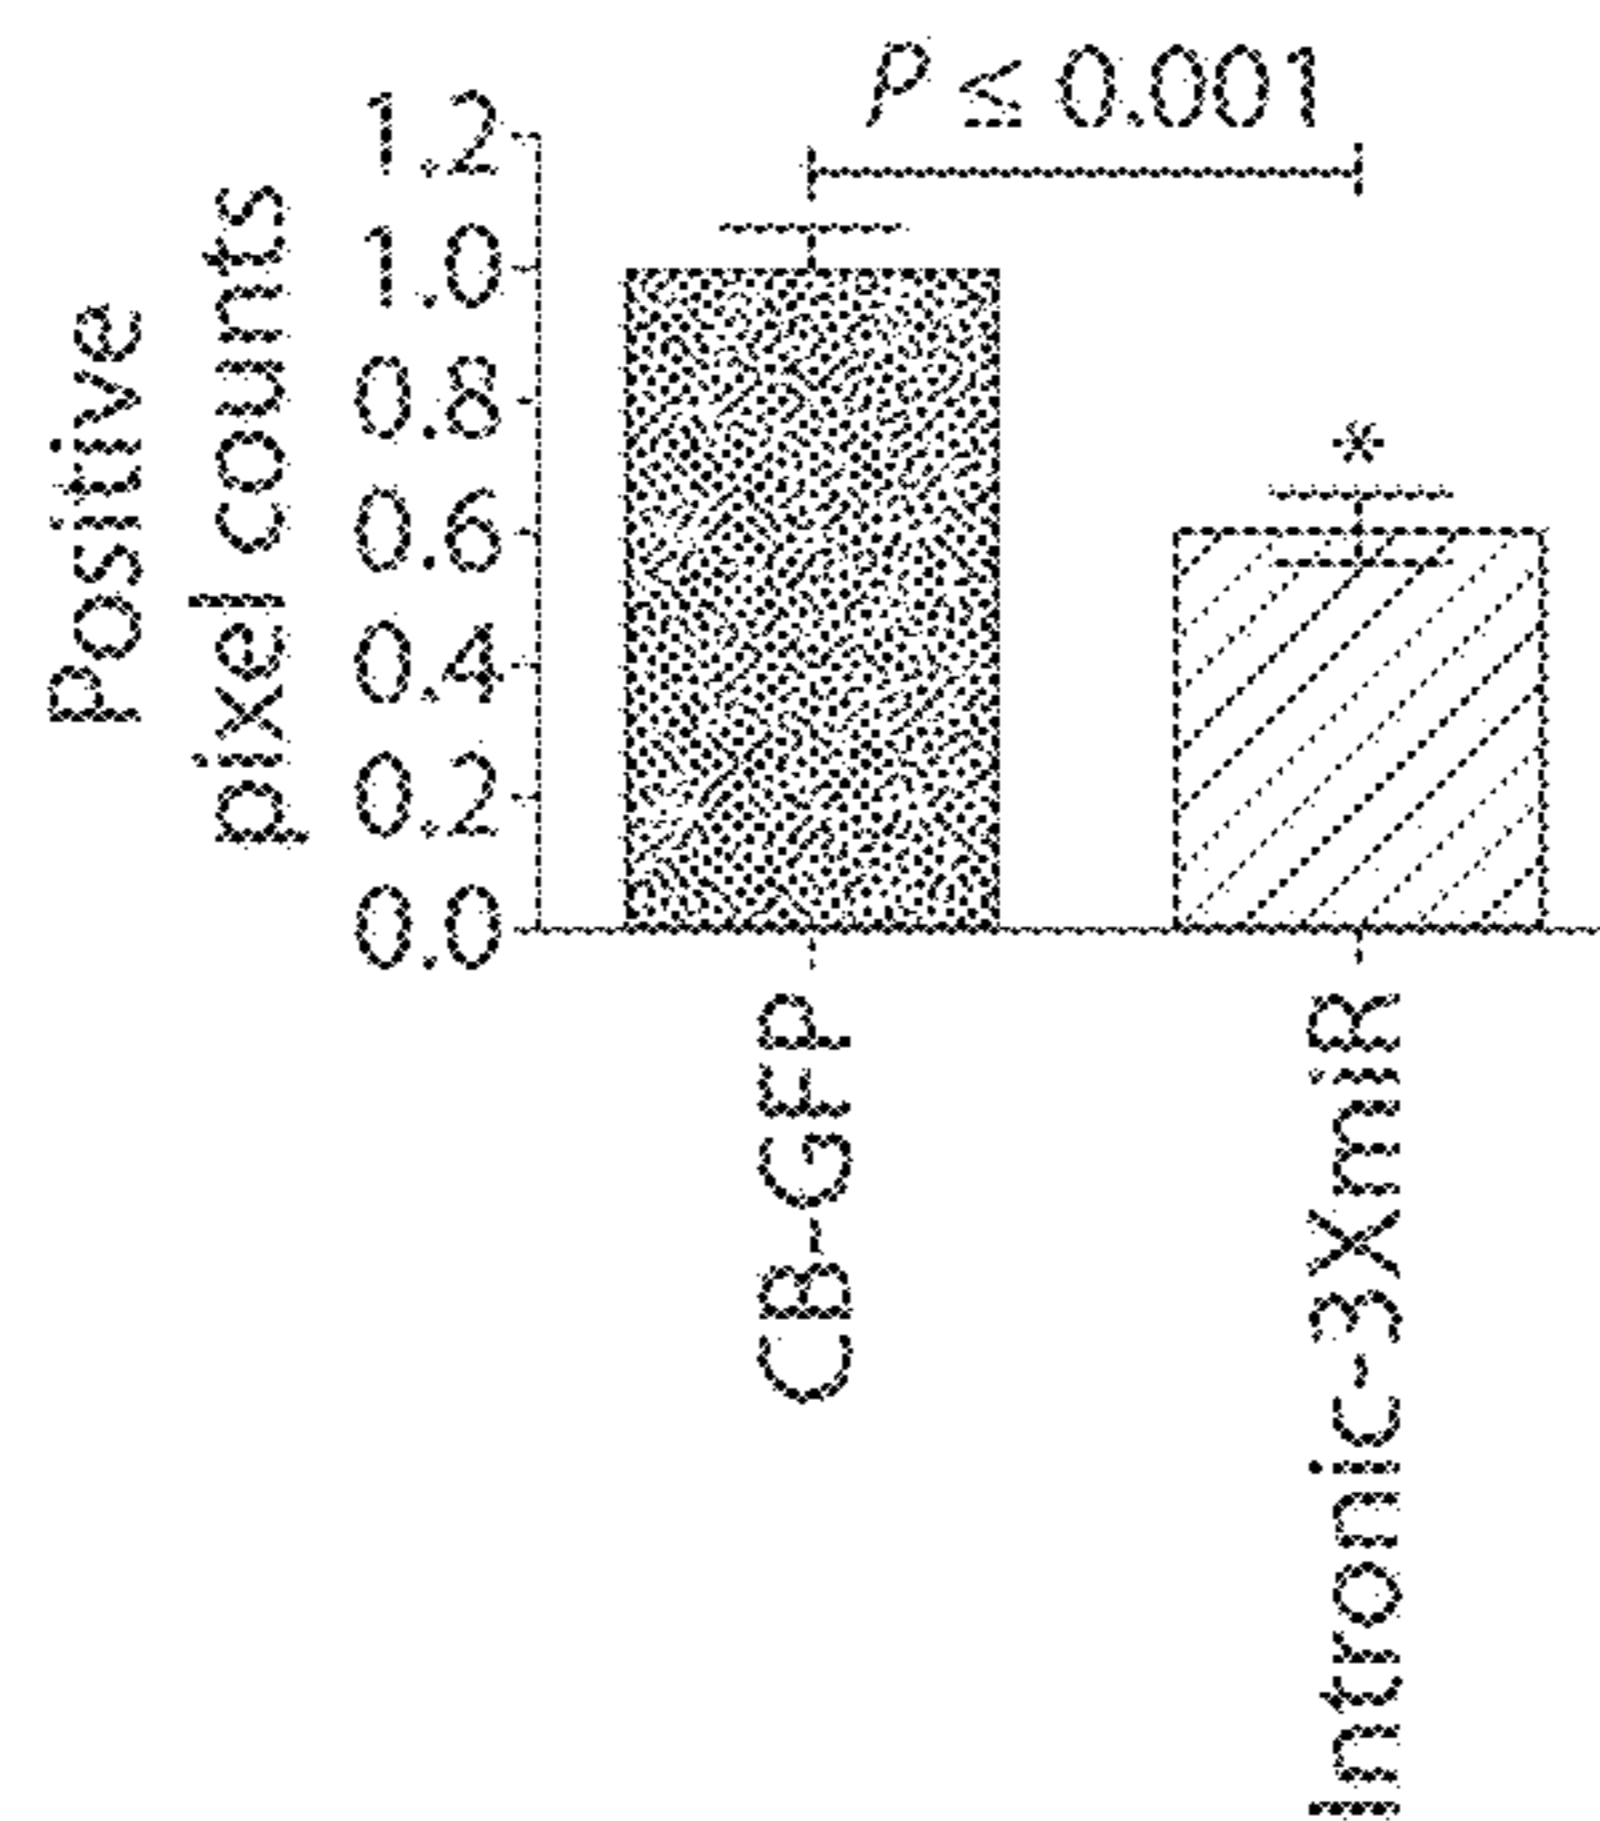 P ≤ 0.001
Positive
pixel counts
1.2
1.0
0.8
0.6
0.4
0.2
0.0
*
CB-GFP
Intronic-3XmiR